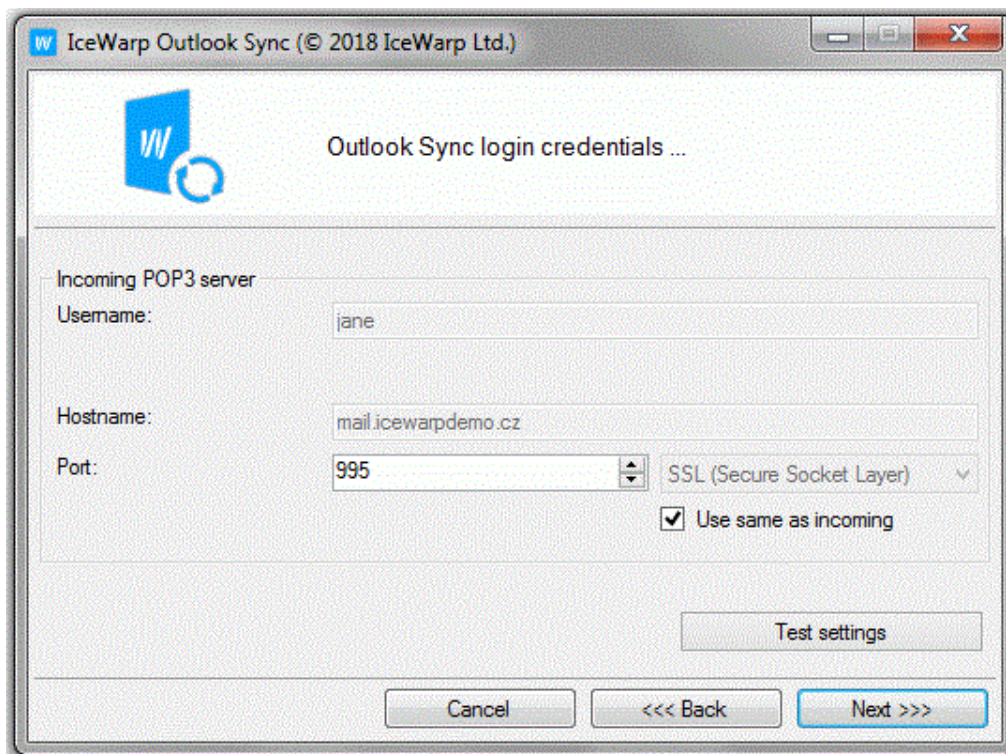 IceWarp Outlook Sync (© 2018 IceWarp Ltd.)
Outlook Sync login credentials ...
Incoming POP3 server
Username:
jane
Hostname:
mail.icewarpdemo.cz
Port:
995
SSL (Secure Socket Layer)
Use same as incoming
Test settings
Cancel
<<< Back
Next >>>